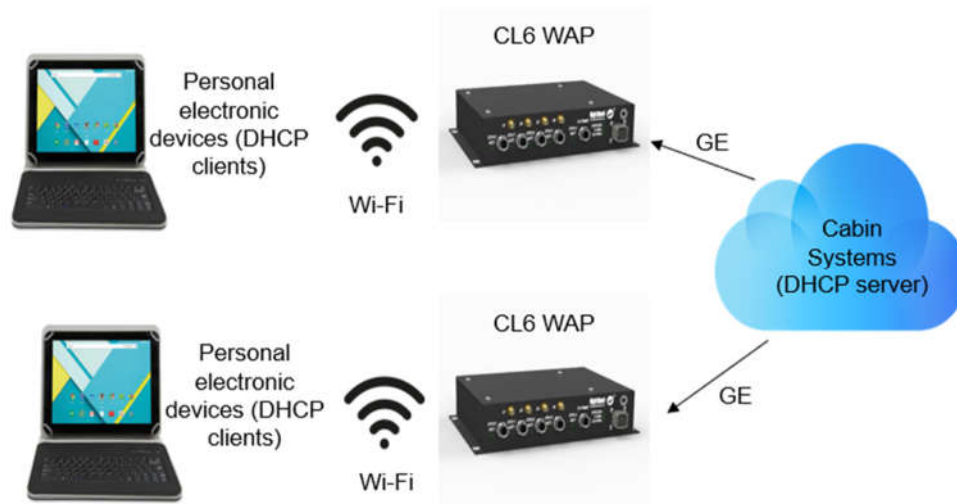 CL6 WAP
Personal
electronic
devices (DHCP
clients)
Wi-Fi
GE
Cabin
Systems
(DHCP server)
CL6 WAP
Personal
electronic
devices (DHCP
clients)
Wi-Fi
GE